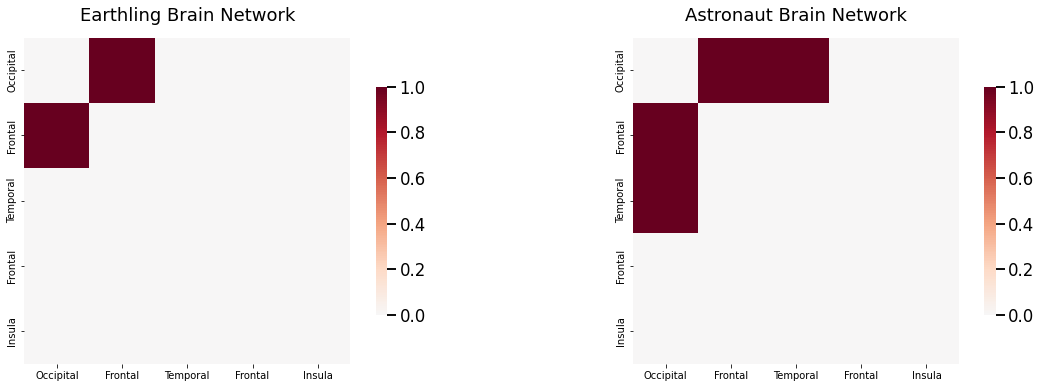 Earthling Brain Network
Occipital
Frontal
Temporal
Frontal
Insula
Occipital Frontal Temporal Frontal Insula
1.0
0.8
0.6
0.4
0.2
0.0
Astronaut Brain Network
Occipital
Frontal
Temporal
Frontal
Insula
Occipital Frontal Temporal Frontal Insula
1.0
0.8
0.6
0.4
0.2
0.0